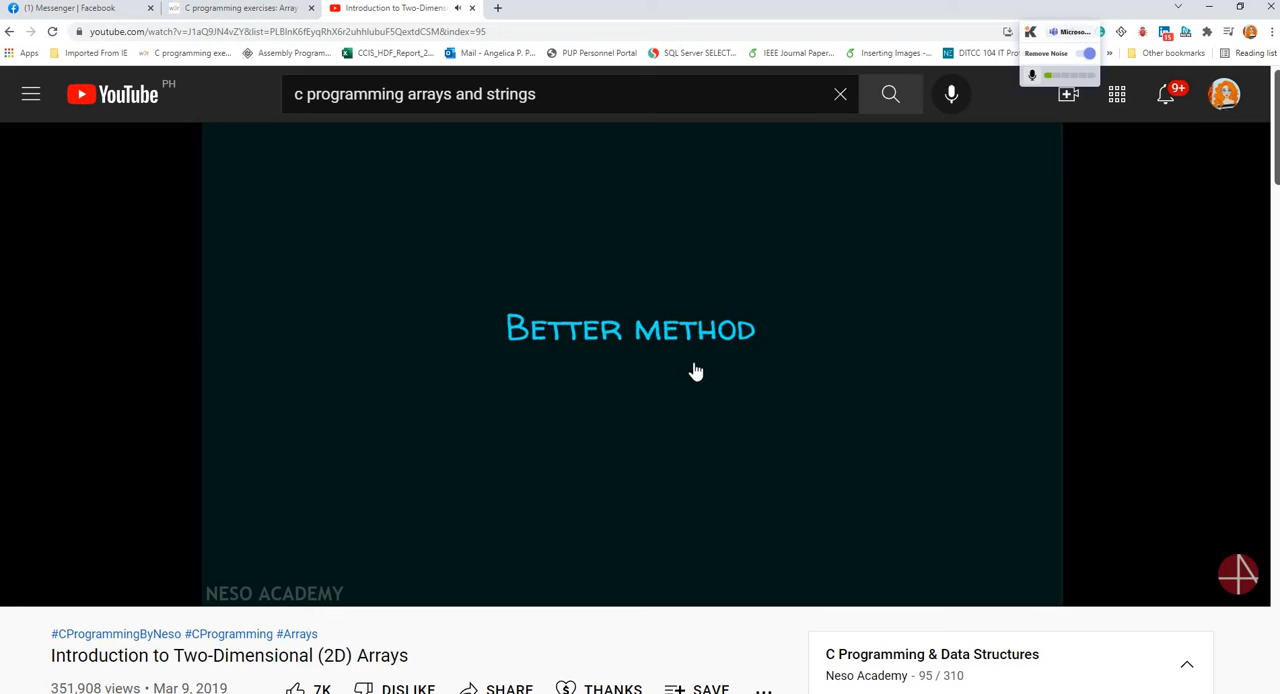 (1) Messenger | Facebook
C programming exercises: Array
Introduction to Two-Dimensi
youtube.com/watch?v=J1aQ9JN4vZY&list=PLBlnK6fEyqRhX6r2uhhlubuF5QextdCSM&index=95
Microso...
Apps
Imported From IE
C programming exe...
Assembly Program...
CCIS_HDF_Report_2...
Mail - Angelica P. P...
PUP Personnel Portal
SQL Server SELECT...
IEEE Journal Paper...
Inserting Images -...
DITCC 104 IT Pro
Remove Noise
»
Other bookmarks
Reading list
15
YouTube PH
c programming arrays and strings
9+
BETTER METHOD
NESO ACADEMY
#CProgrammingByNeso #CProgramming #Arrays
Introduction to Two-Dimensional (2D) Arrays
351,908 views • Mar 9, 2019
7K
DISLIKE
SHARE
THANKS
SAVE
...
C Programming & Data Structures
Neso Academy - 95 / 310